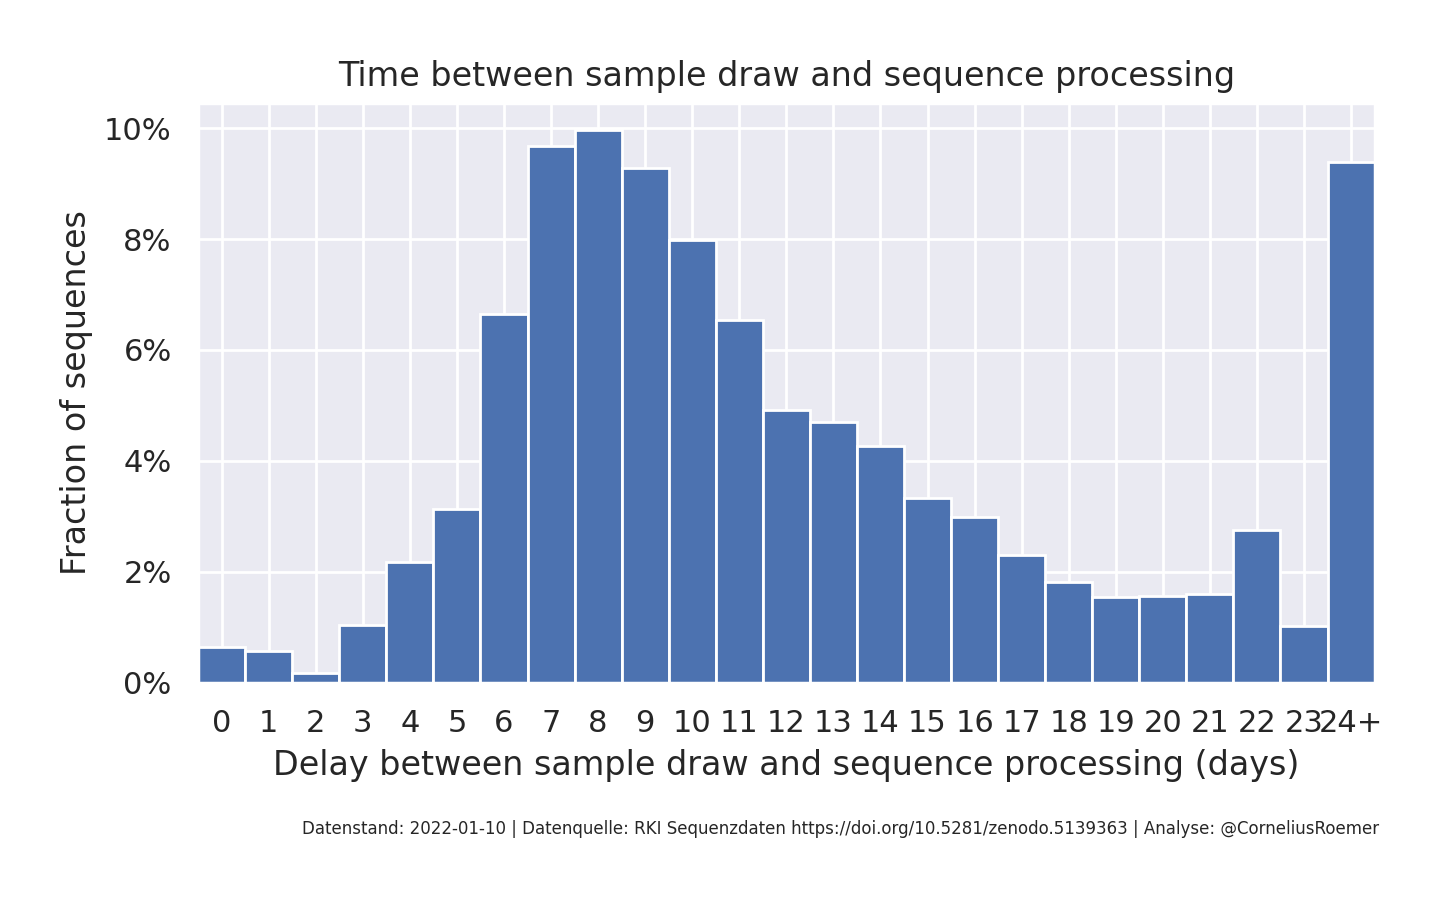 Time between sample draw and sequence processing
10%
8%
6%
4%
2%
0%
Fraction of sequences
0 1 2 3 4 5 6 7 8 9 10 11 12 13 14 15 16 17 18 19 20 21 22 23 24+
Delay between sample draw and sequence processing (days)
Datenstand: 2022-01-10 | Datenquelle: RKI Sequenzdaten https://doi.org/10.5281/zenodo.5139363 | Analyse: @CorneliusRoemer